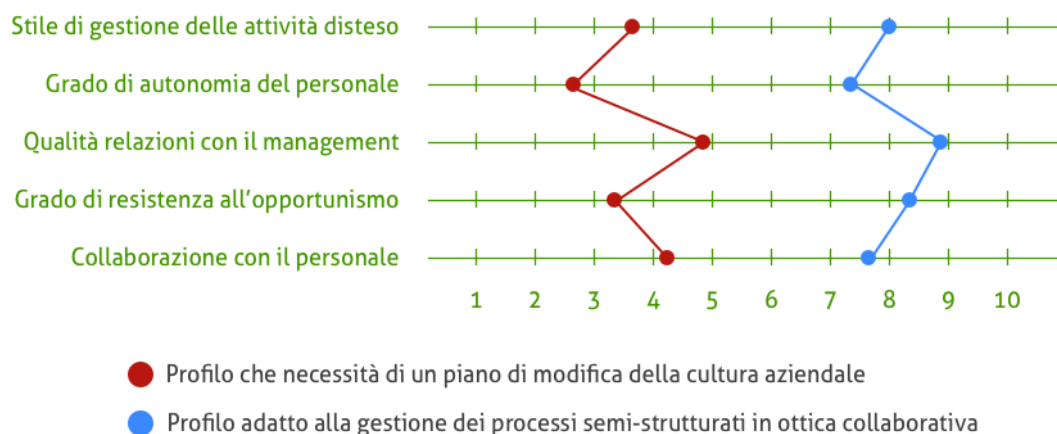 Stile di gestione delle attività disteso
Grado di autonomia del personale
Qualità relazioni con il management
Grado di resistenza all'opportunismo
Collaborazione con il personale
1 2 3 4 5 6 7 8 9 10
Profilo che necessità di un piano di modifica della cultura aziendale
Profilo adatto alla gestione dei processi semi-strutturati in ottica collaborativa